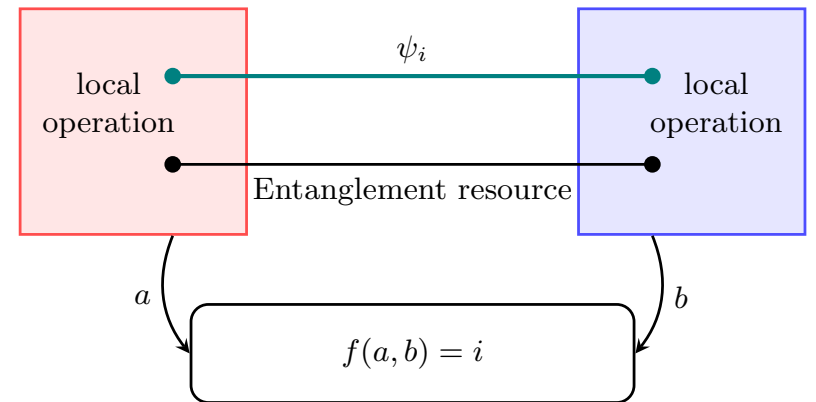 ψ_i
local
operation
local
operation
Entanglement resource
a
b
f(a, b) = i